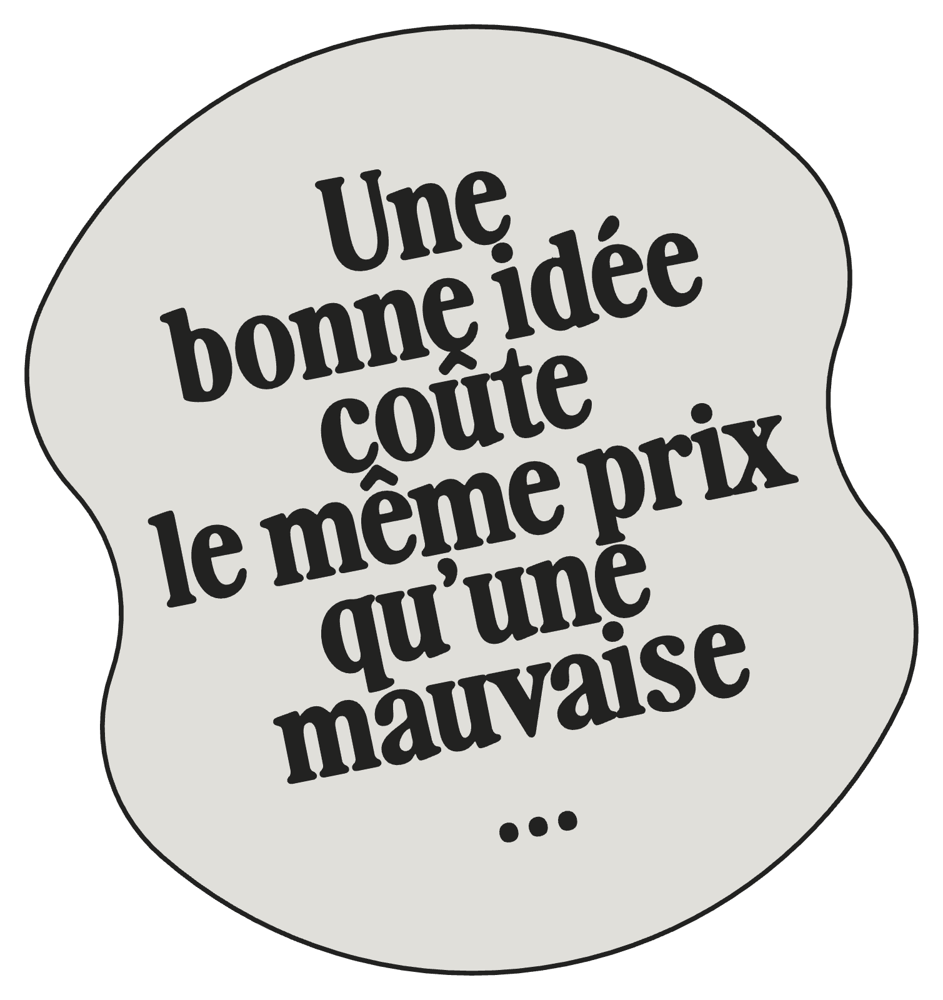 Une
bonne idée
coûte
le même prix
qu’une
mauvaise
...